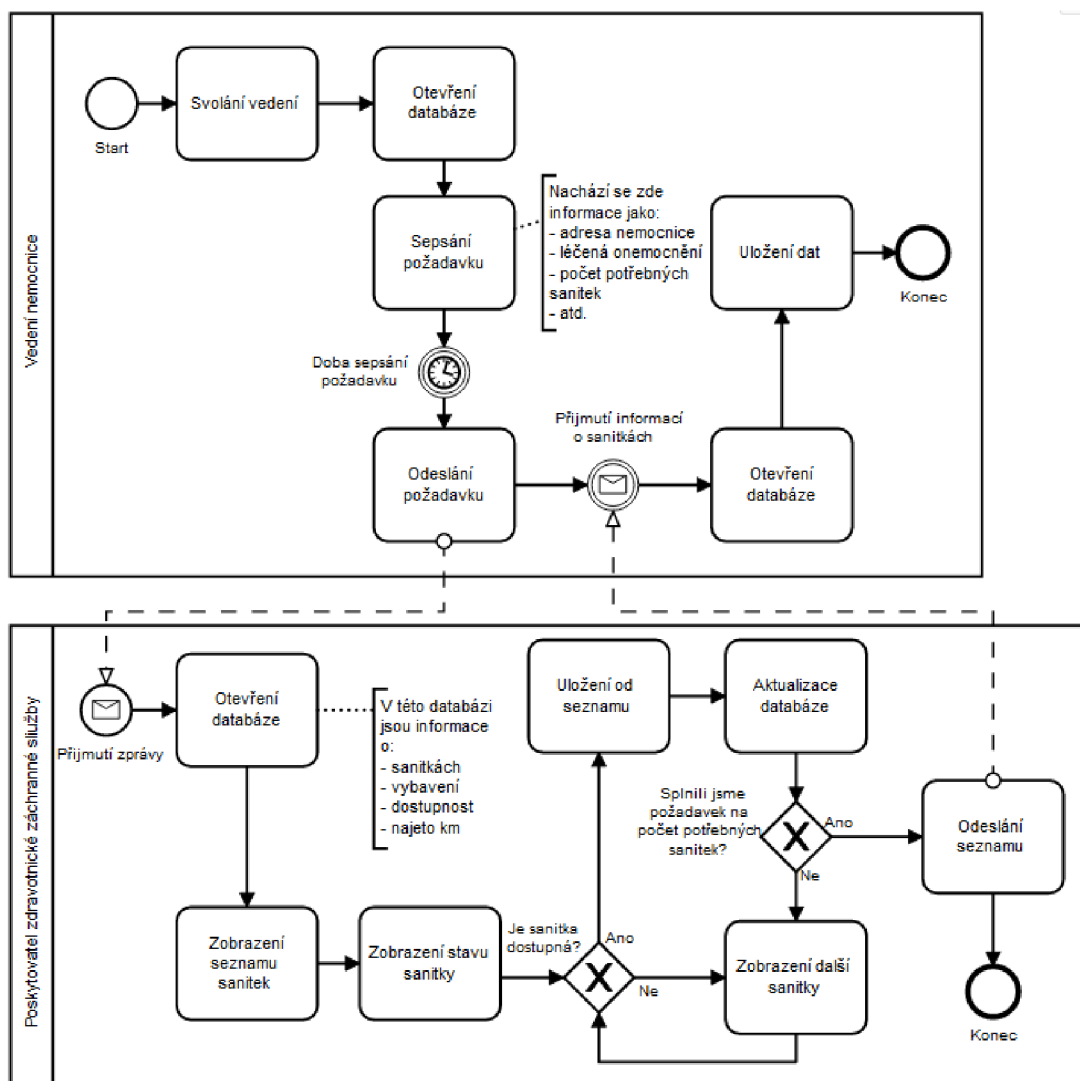 Vedení nemocnice
Start
Svolání vedení
Otevření
databáze
Sepsání
požadavku
Nachází se zde
informace jako:
- adresa nemocnice
- léčená onemocnění
- počet potřebných
sanitek
- atd.
Uložení dat
Konec
Doba sepsání
požadavku
Odeslání
požadavku
Přijmutí informací
o sanitkách
Otevření
databáze
Poskytovatel zdravotnické záchranné sliužby
Přijmutí zprávy
Otevření
databáze
V této databázi
jsou informace
o:
- sanitkách
- vybavení
- dostupnost
- najeto km
Uložení od
seznamu
Aktualizace
databáze
Splnili jsme
požadavek na
počet potřebných
sanitek?
Ano
Ne
Odeslání
seznamu
Zobrazení
seznamu
sanitek
Zobrazení stavu
sanitky
Je sanitka
dostupná?
Ano
Ne
Zobrazení další
sanitky
Konec